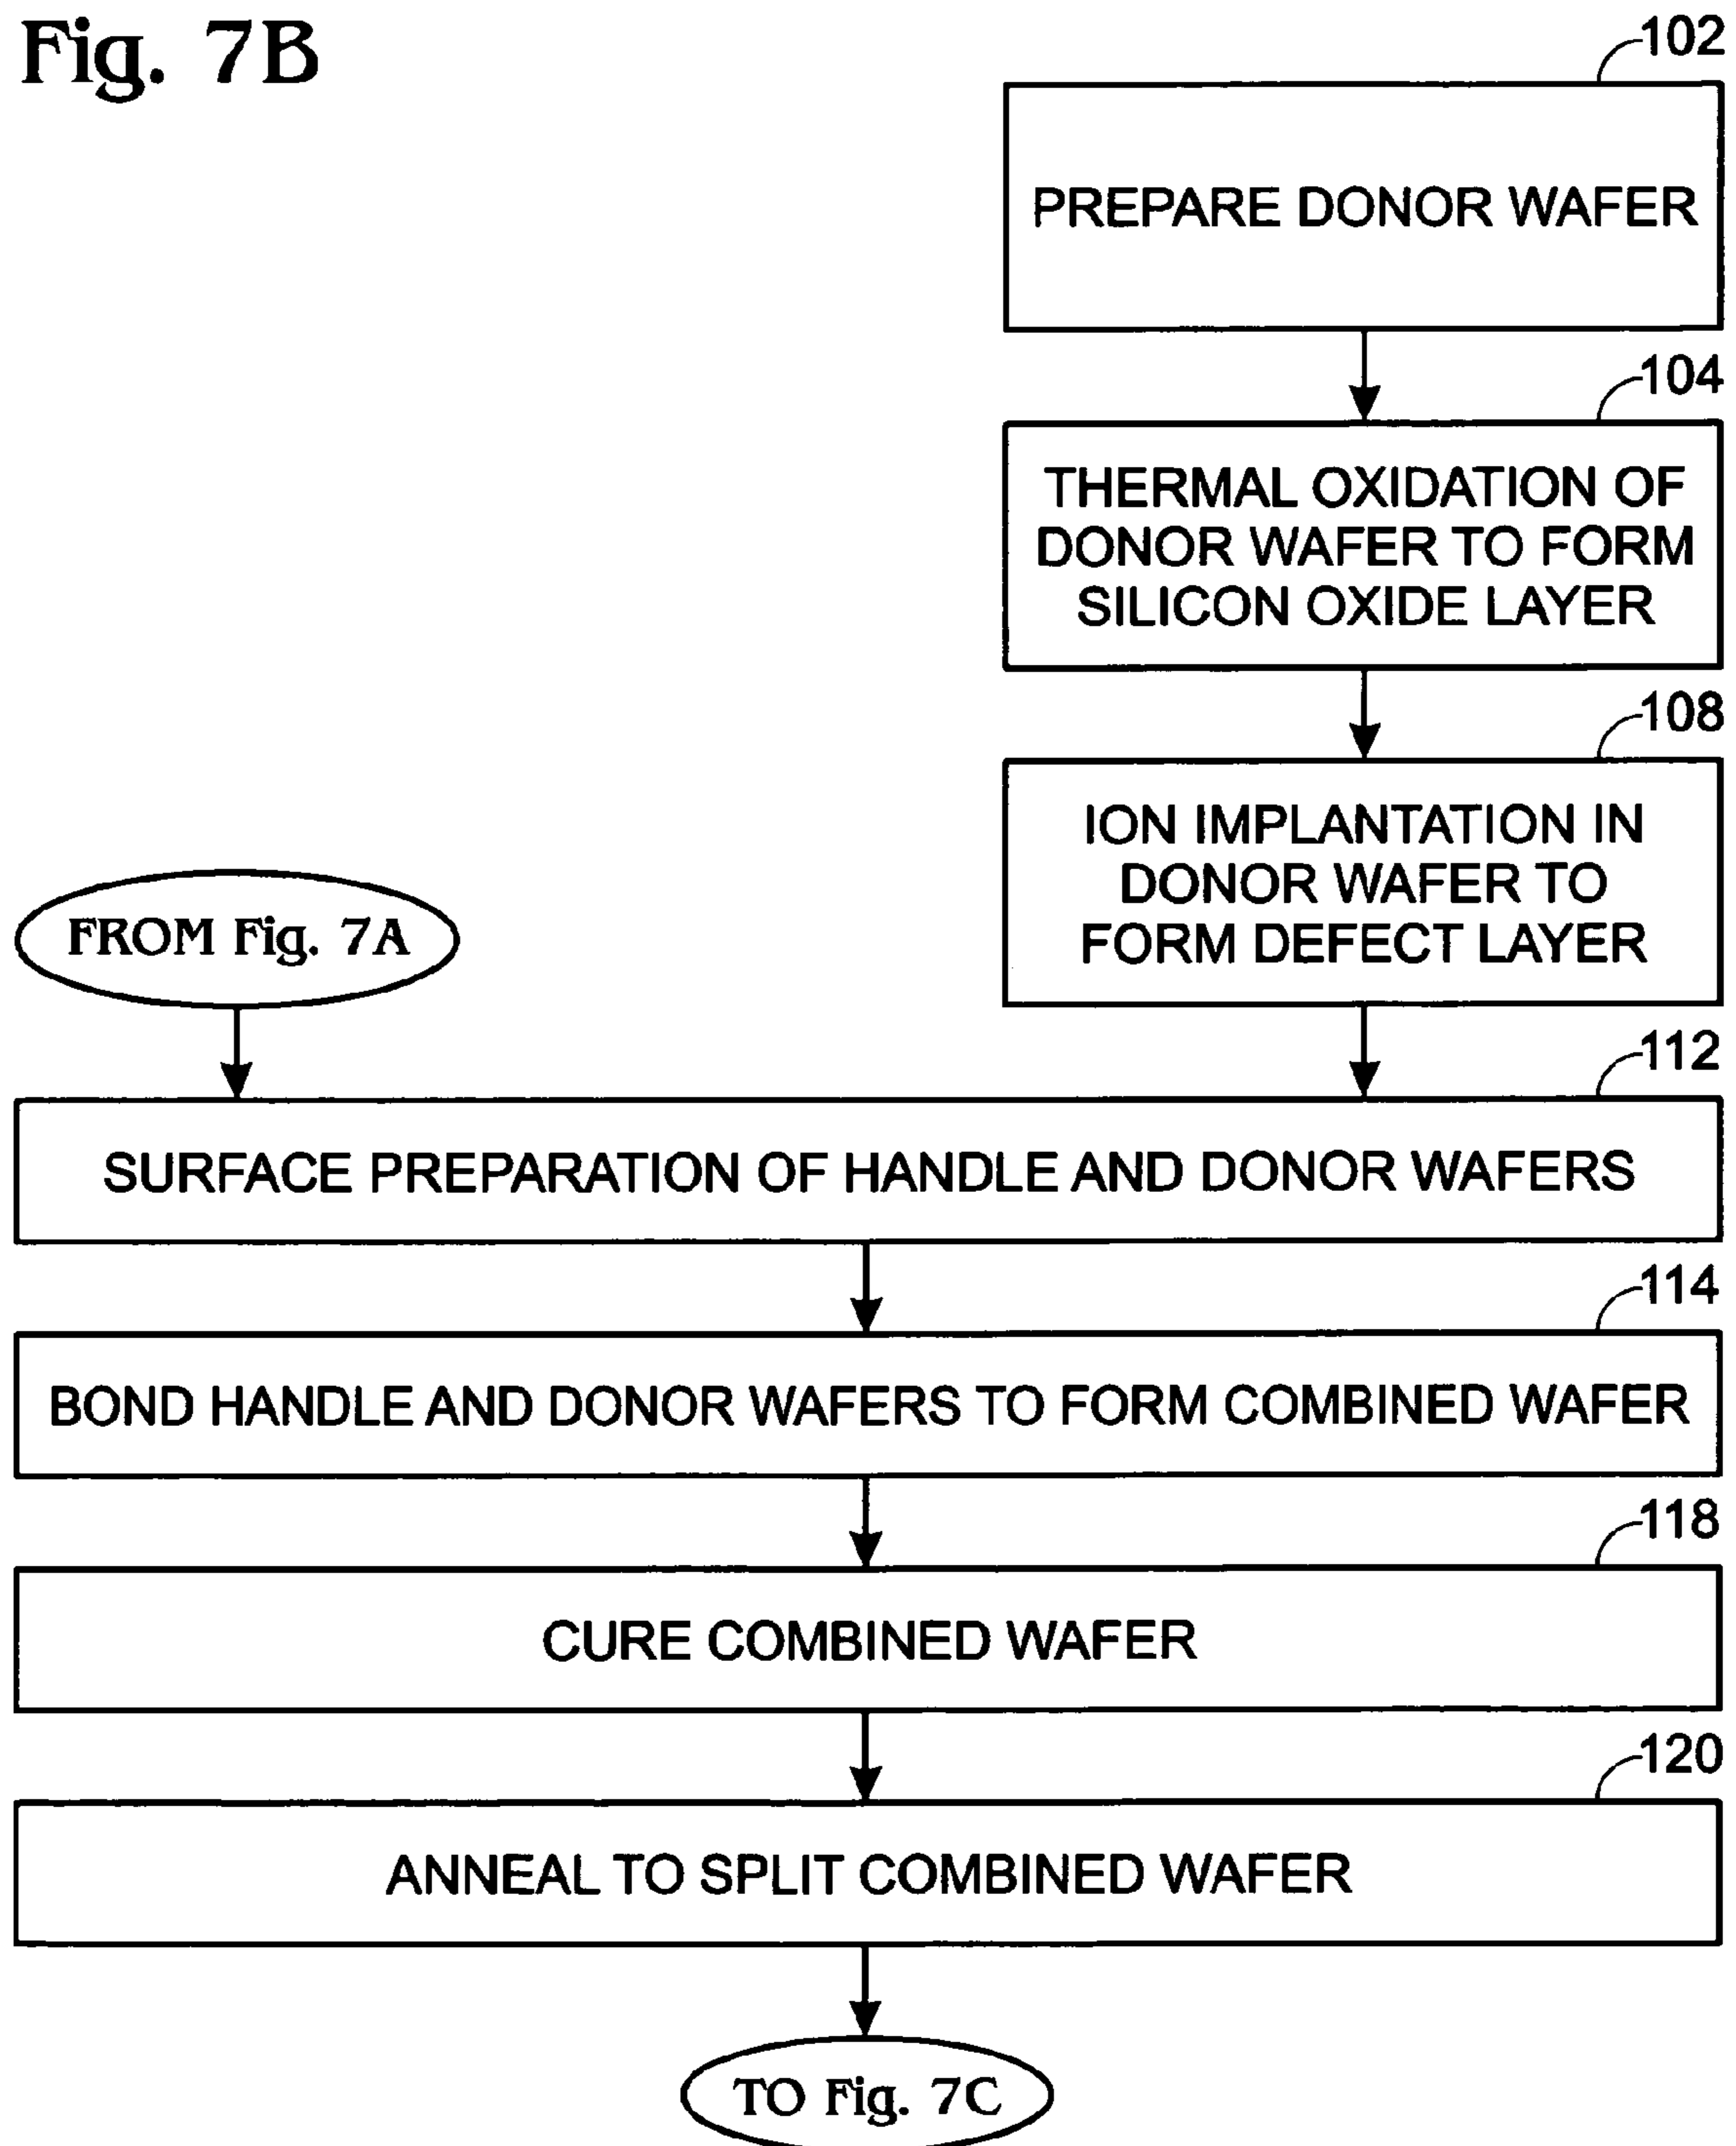 Fig. 7B
102
PREPARE DONOR WAFER
104
THERMAL OXIDATION OF
DONOR WAFER TO FORM
SILICON OXIDE LAYER
108
ION IMPLANTATION IN
DONOR WAFER TO
FORM DEFECT LAYER
FROM Fig. 7A
112
SURFACE PREPARATION OF HANDLE AND DONOR WAFERS
114
BOND HANDLE AND DONOR WAFERS TO FORM COMBINED WAFER
118
CURE COMBINED WAFER
120
ANNEAL TO SPLIT COMBINED WAFER
TO Fig. 7C